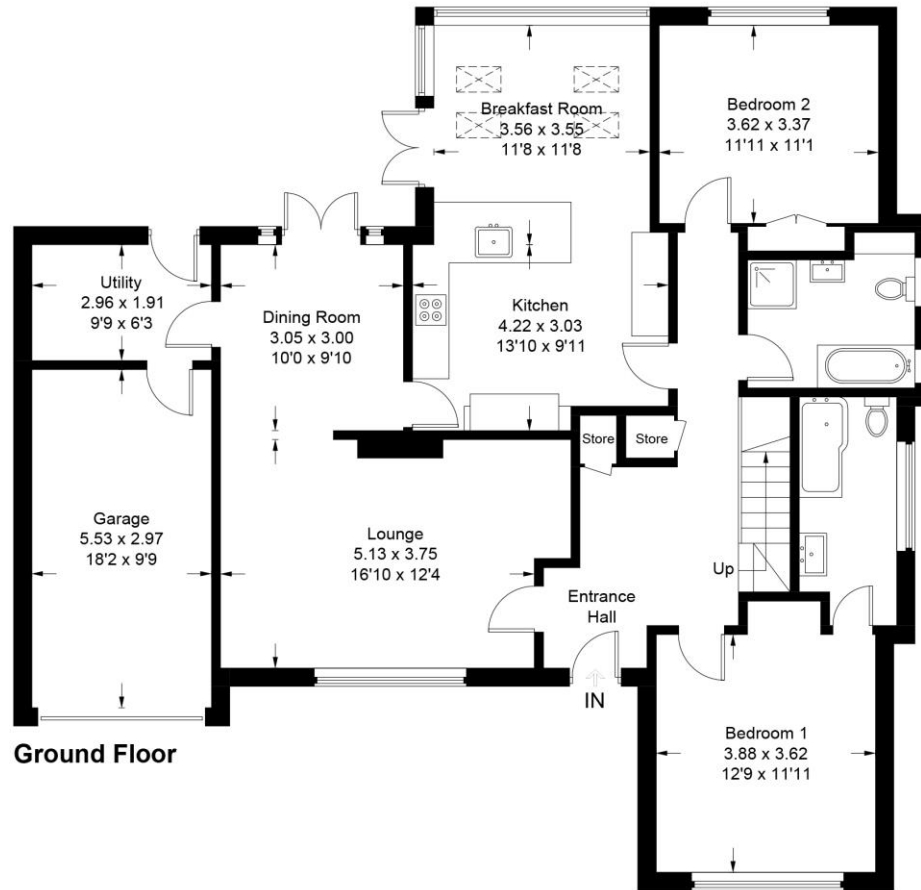 Breakfast Room
3.56 x 3.55
11'8 x 11'8
Bedroom 2
3.62 x 3.37
11'11 x 11'1
Utility
2.96 x 1.91
9'9 x 6'3
Dining Room
3.05 x 3.00
10'0 x 9'10
Kitchen
4.22 x 3.03
13'10 x 9'11
Store
Store
Garage
5.53 x 2.97
18'2 x 9'9
Lounge
5.13 x 3.75
16'10 x 12'4
Up
Entrance
Hall
IN
Bedroom 1
3.88 x 3.62
12'9 x 11'11
Ground Floor